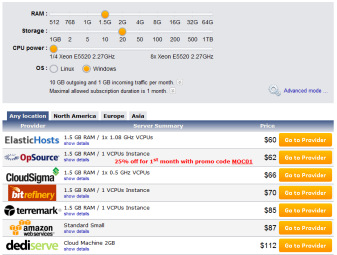 RAM :
512 768 1G 1.5G 2G 4G 8G 16G 32G 64G
Storage :
1GB 2 5 10 20 50 100 200 500 1TB
CPU power :
1/4 Xeon E5520 2.27GHz 8x Xeon E5520 2.27GHz
OS : Linux Windows
10 GB outgoing and 1 GB incoming traffic per month.
Maximal allowed subscription duration is 1 month.
Advanced mode ...
Any location North America Europe Asia
Provider Server Summary Price
ElasticHosts 1.5 GB RAM / 1x 1.08 GHz VCPUs $60 Go to Provider
show details
OpSource 1.5 GB RAM / 1 VCPUs Instance $62 Go to Provider
show details 25% off for 1st month with promo code MOC01
CloudSigma 1.5 GB RAM / 1x 0.5 GHz VCPUs $66 Go to Provider
show details
bitrefinery 1.5 GB RAM / 1 VCPUs Instance $70 Go to Provider
show details
terremark 1.5 GB RAM / 1 VCPUs Instance $85 Go to Provider
show details
amazon webservices Standard Small $87 Go to Provider
show details
dediserve Cloud Machine 2GB $112 Go to Provider
show details